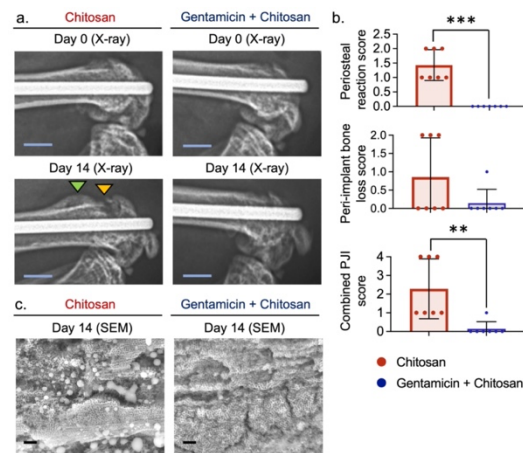 a.
Chitosan
Gentamicin + Chitosan
Day 0 (X-ray)
Day 0 (X-ray)
Day 14 (X-ray)
Day 14 (X-ray)
c.
Chitosan
Gentamicin + Chitosan
Day 14 (SEM)
Day 14 (SEM)
b.
***
Periosteal
reaction score
2.5
2.0
1.5
1.0
0.5
0.0
Peri-implant bone
loss score
2.0
1.5
1.0
0.5
0.0
**
Combined PJI
score
4
3
2
1
0
Chitosan
Gentamicin + Chitosan